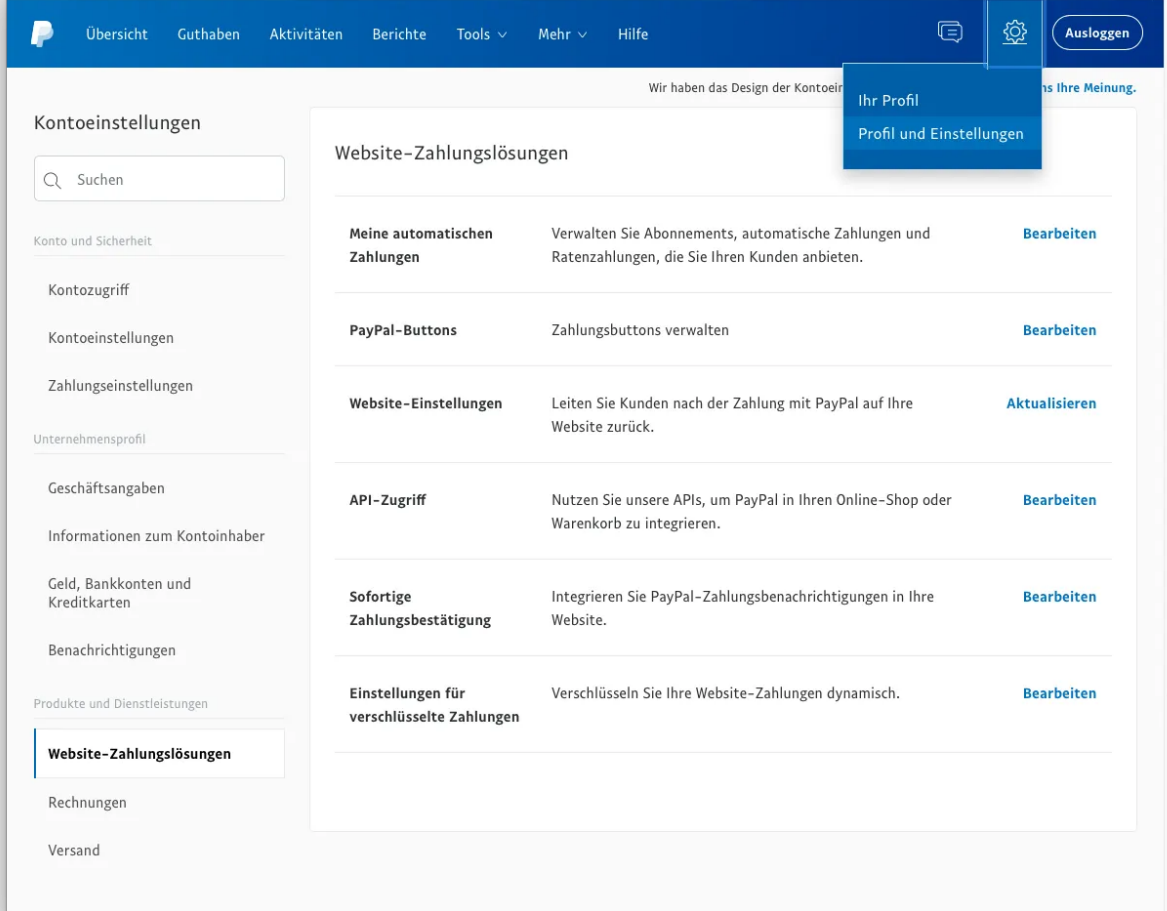 Übersicht Guthaben Aktivitäten Berichte Tools Mehr Hilfe Ausloggen
Ihr Profil
Profil und Einstellungen
Wir haben das Design der Kontoeir
ns Ihre Meinung.
Kontoeinstellungen
Suchen
Konto und Sicherheit
Kontozugriff
Kontoeinstellungen
Zahlungseinstellungen
Unternehmensprofil
Geschäftsangaben
Informationen zum Kontoinhaber
Geld, Bankkonten und
Kreditkarten
Benachrichtigungen
Produkte und Dienstleistungen
Website-Zahlungslösungen
Rechnungen
Versand
Website-Zahlungslösungen
Meine automatischen
Zahlungen
Verwalten Sie Abonnements, automatische Zahlungen und
Ratenzahlungen, die Sie Ihren Kunden anbieten.
Bearbeiten
PayPal-Buttons
Zahlungsbuttons verwalten
Bearbeiten
Website-Einstellungen
Leiten Sie Kunden nach der Zahlung mit PayPal auf Ihre
Website zurück.
Aktualisieren
API-Zugriff
Nutzen Sie unsere APIs, um PayPal in Ihren Online-Shop oder
Warenkorb zu integrieren.
Bearbeiten
Sofortige
Zahlungsbestätigung
Integrieren Sie PayPal-Zahlungsbenachrichtigungen in Ihre
Website.
Bearbeiten
Einstellungen für
verschlüsselte Zahlungen
Verschlüsseln Sie Ihre Website-Zahlungen dynamisch.
Bearbeiten